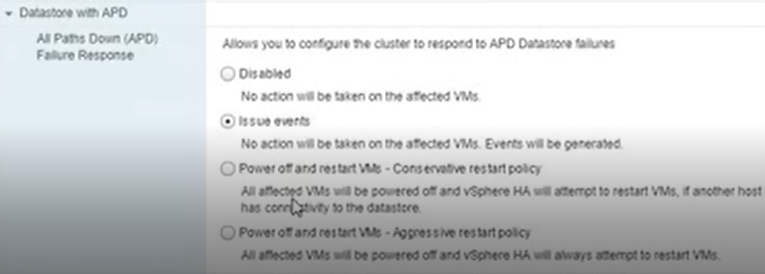 Datastore with APD
All Paths Down (APD)
Failure Response
Allows you to configure the cluster to respond to APD Datastore failures
Disabled
No action will be taken on the affected VMs.
Issue events
No action will be taken on the affected VMs. Events will be generated.
Power off and restart VMs - Conservative restart policy
All affected VMs will be powered off and vSphere HA will attempt to restart VMs, if another host
has connectivity to the datastore.
Power off and restart VMs - Aggressive restart policy
All affected VMs will be powered off and vSphere HA will always attempt to restart VMs.